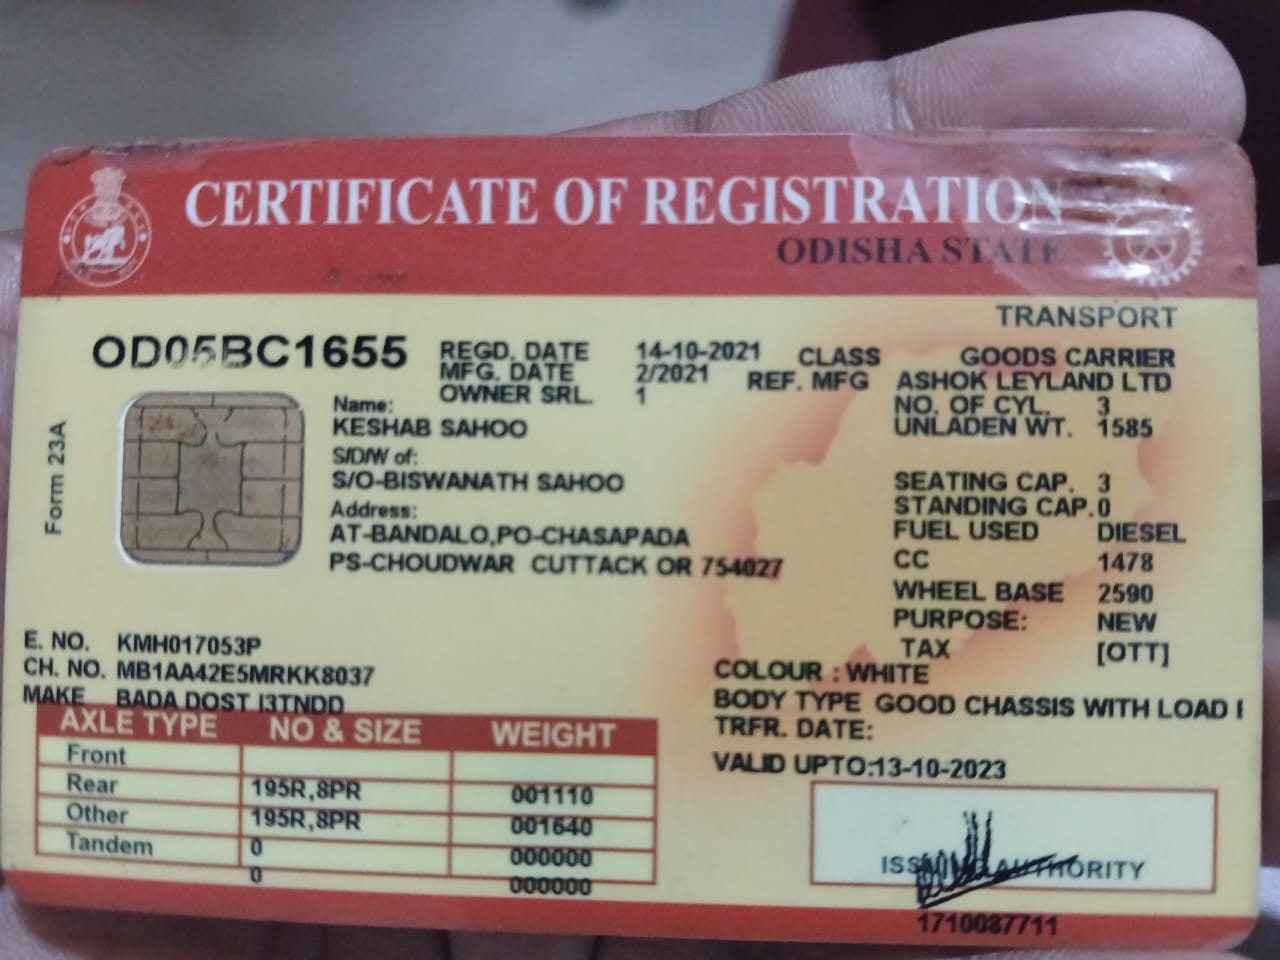 CERTIFICATE OF REGISTRATION
ODISHA STATE
TRANSPORT
OD05BC1655
REGD. DATE 14-10-2021 CLASS GOODS CARRIER
MFG. DATE 2/2021 REF. MFG ASHOK LEYLAND LTD
OWNER SRL. 1 NO. OF CYL. 3
UNLADEN WT. 1585
Form 23A
Name:
KESHAB SAHOO
S/D/W of:
S/O-BISWANATH SAHOO
Address:
AT-BANDALO,PO-CHASAPADA
PS-CHOUDWAR CUTTACK OR 754027
SEATING CAP. 3
STANDING CAP. 0
FUEL USED DIESEL
CC 1478
WHEEL BASE 2590
PURPOSE: NEW
TAX [OTT]
E. NO. KMH017053P
CH. NO. MB1AA42E5MRKK8037
MAKE BADA DOST I3TNDD
COLOUR : WHITE
BODY TYPE GOOD CHASSIS WITH LOAD
TRFR. DATE:
VALID UPTO:13-10-2023
AXLE TYPE NO & SIZE WEIGHT
Front
Rear 195R,8PR 001110
Other 195R,8PR 001640
Tandem 0 000000
0 000000
ISSUING AUTHORITY
1710087711